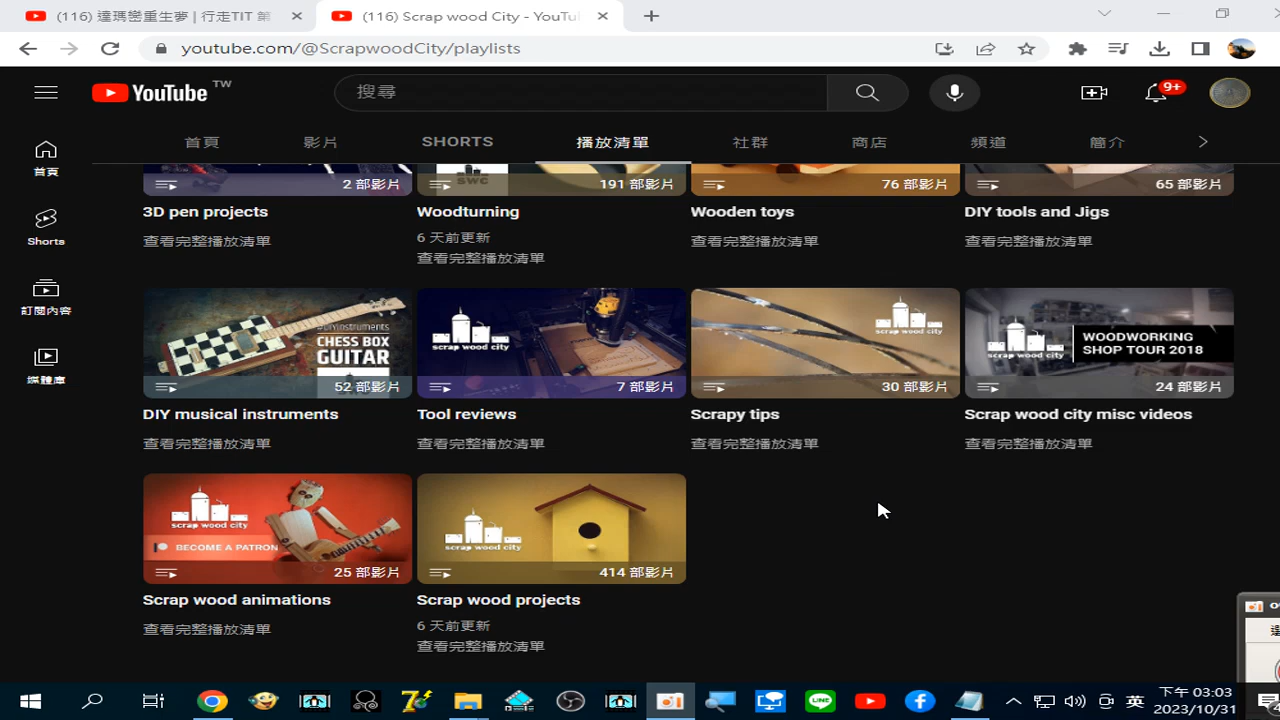 (116) 達瑪巒重生夢 | 行走TIT 第
(116) Scrap wood City - YouTu
youtube.com/@ScrapwoodCity/playlists
YouTube TW
搜尋
9+
首頁 影片 SHORTS 播放清單 社群 商店 頻道 簡介
首頁
Shorts
訂閱內容
媒體庫
2 部影片
swc
191 部影片
76 部影片
65 部影片
3D pen projects
Woodturning
Wooden toys
DIY tools and Jigs
查看完整播放清單
6 天前更新
查看完整播放清單
查看完整播放清單
查看完整播放清單
#DIYinstruments
CHESS BOX
GUITAR
52 部影片
scrap wood city
7 部影片
scrap wood city
30 部影片
scrap wood city
WOODWORKING
SHOP TOUR 2018
24 部影片
DIY musical instruments
Tool reviews
Scrapy tips
Scrap wood city misc videos
查看完整播放清單
查看完整播放清單
查看完整播放清單
查看完整播放清單
scrap wood city
BECOME A PATRON
25 部影片
scrap wood city
414 部影片
Scrap wood animations
Scrap wood projects
查看完整播放清單
6 天前更新
查看完整播放清單
英
下午 03:03
2023/10/31